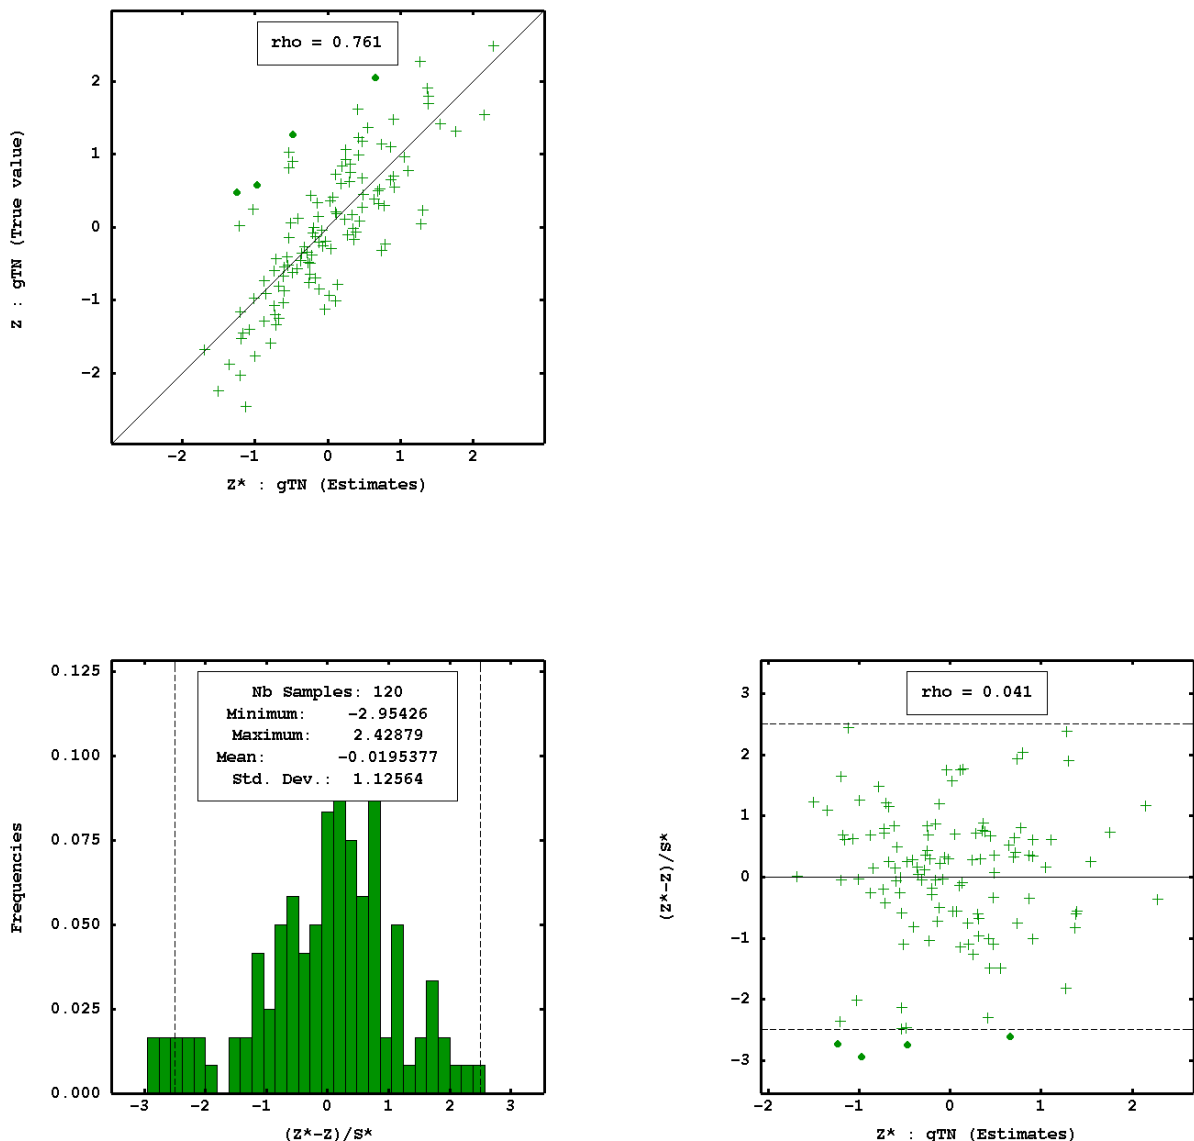 rho = 0.761
2
1
0
-1
-2
Z : gTN (True value)
-2 -1 0 1 2
Z* : gTN (Estimates)
Nb Samples: 120
Minimum: -2.95426
Maximum: 2.42879
Mean: -0.0195377
Std. Dev.: 1.12564
0.125
0.100
0.075
0.050
0.025
0.000
Frequencies
-3 -2 -1 0 1 2 3
(Z*-Z)/S*
rho = 0.041
3
2
1
0
-1
-2
-3
(Z*-Z)/S*
-2 -1 0 1 2
Z* : gTN (Estimates)